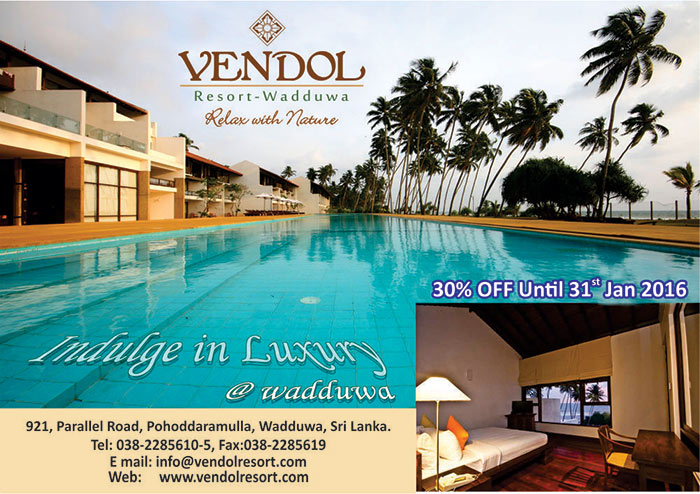 VENDOL
Resort-Wadduwa
Relax with Nature
30% OFF Until 31st Jan 2016
Indulge in Luxury
@ wadduwa
921, Parallel Road, Pohoddaramulla, Wadduwa, Sri Lanka.
Tel: 038-2285610-5, Fax:038-2285619
E mail: info@vendolresort.com
Web: www.vendolresort.com